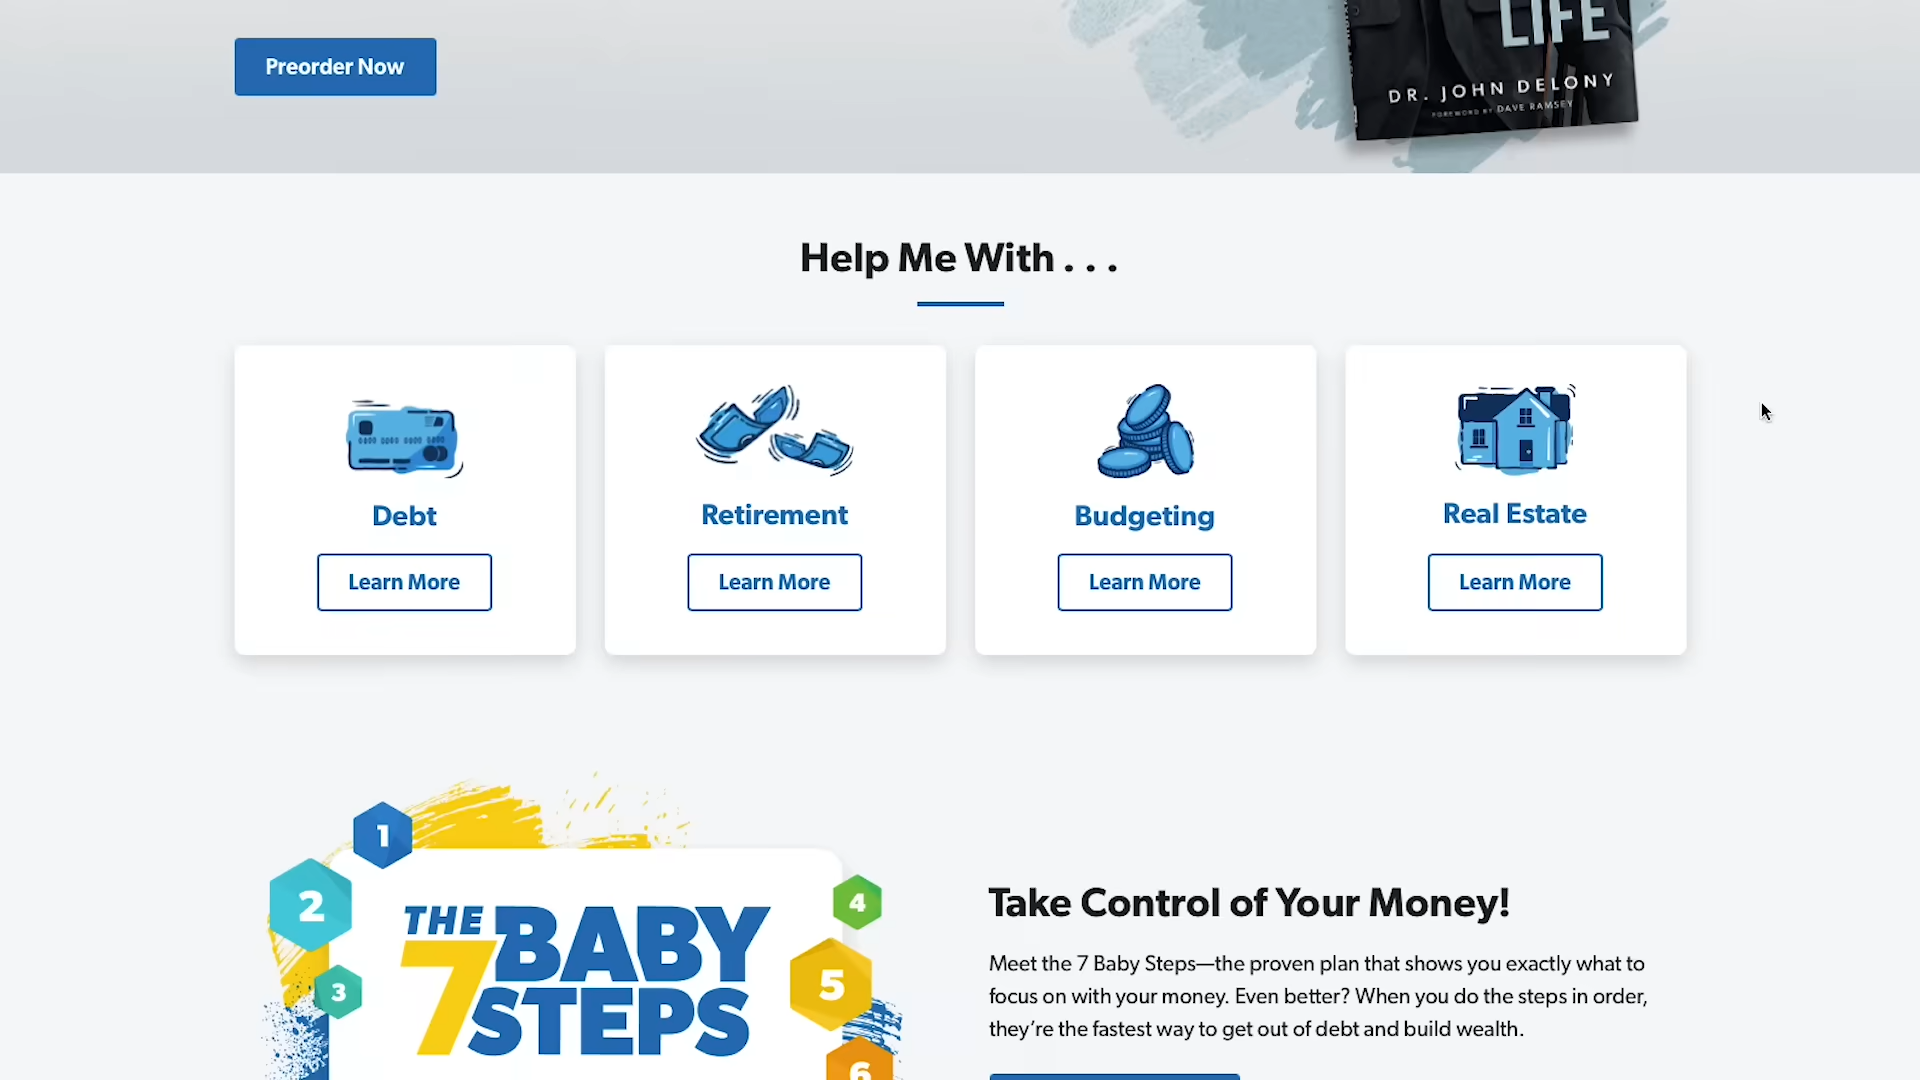 LIFE
Preorder Now
DR. JOHN DELONY
FOREWORD BY DAVE RAMSEY
Help Me With . . .
Debt
Retirement
Budgeting
Real Estate
Learn More
Learn More
Learn More
Learn More
1
2
3
4
5
6
THE
7 BABY
STEPS
Take Control of Your Money!
Meet the 7 Baby Steps—the proven plan that shows you exactly what to
focus on with your money. Even better? When you do the steps in order,
they’re the fastest way to get out of debt and build wealth.